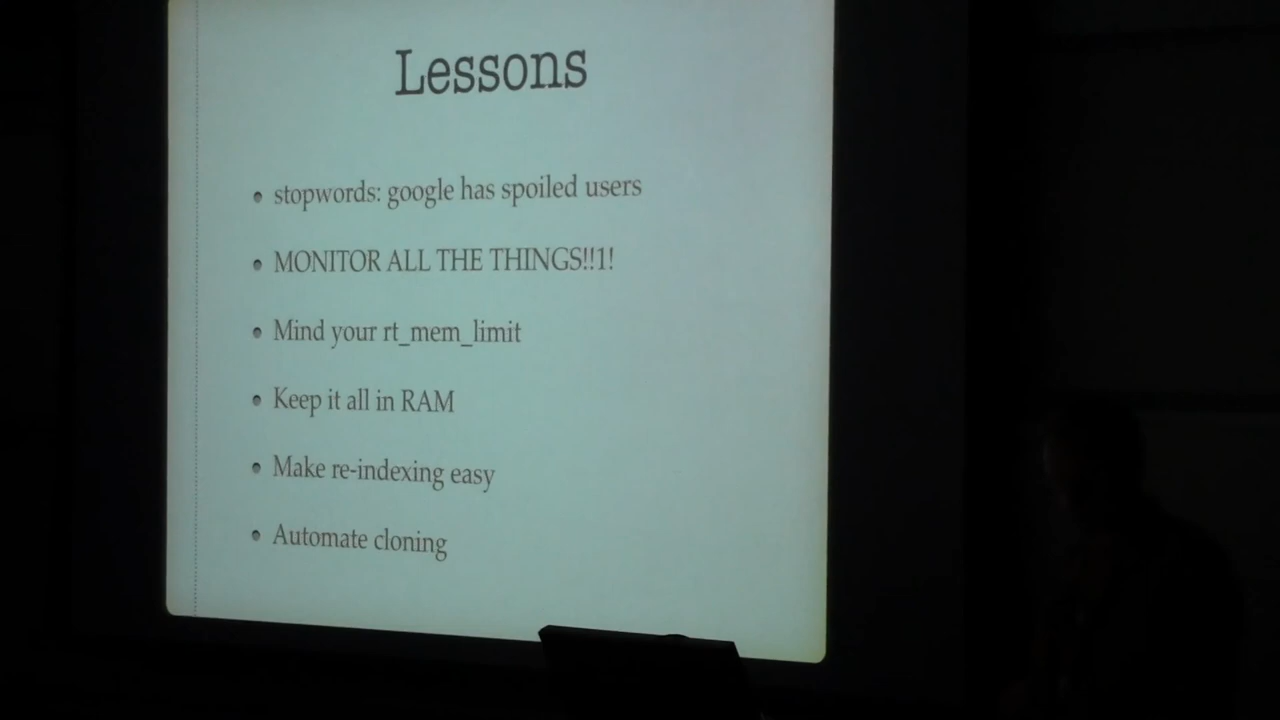 Lessons
• stopwords: google has spoiled users
• MONITOR ALL THE THINGS!!1!
• Mind your rt_mem_limit
• Keep it all in RAM
• Make re-indexing easy
• Automate cloning